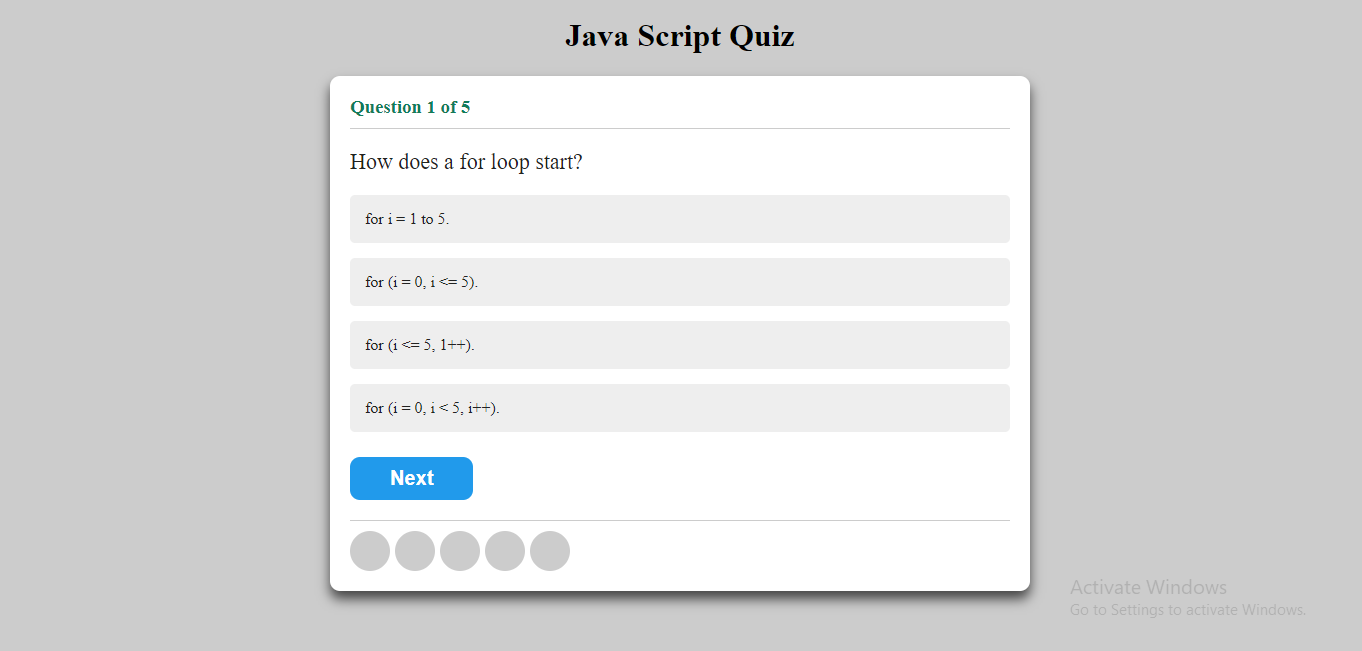 Java Script Quiz
Question 1 of 5
How does a for loop start?
for i = 1 to 5.
for (i = 0, i <= 5).
for (i <= 5, 1++).
for (i = 0, i < 5, i++).
Next
Activate Windows
Go to Settings to activate Windows.